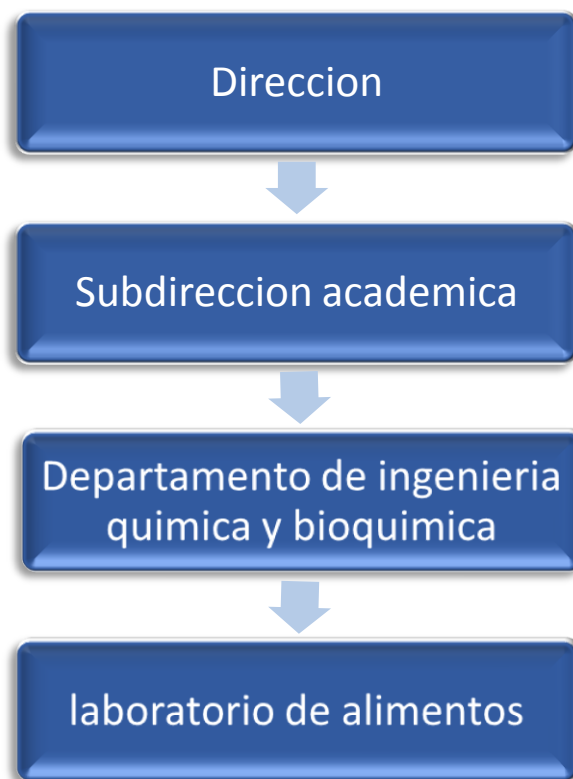 Direccion
Subdireccion academica
Departamento de ingenieria
quimica y bioquimica
laboratorio de alimentos